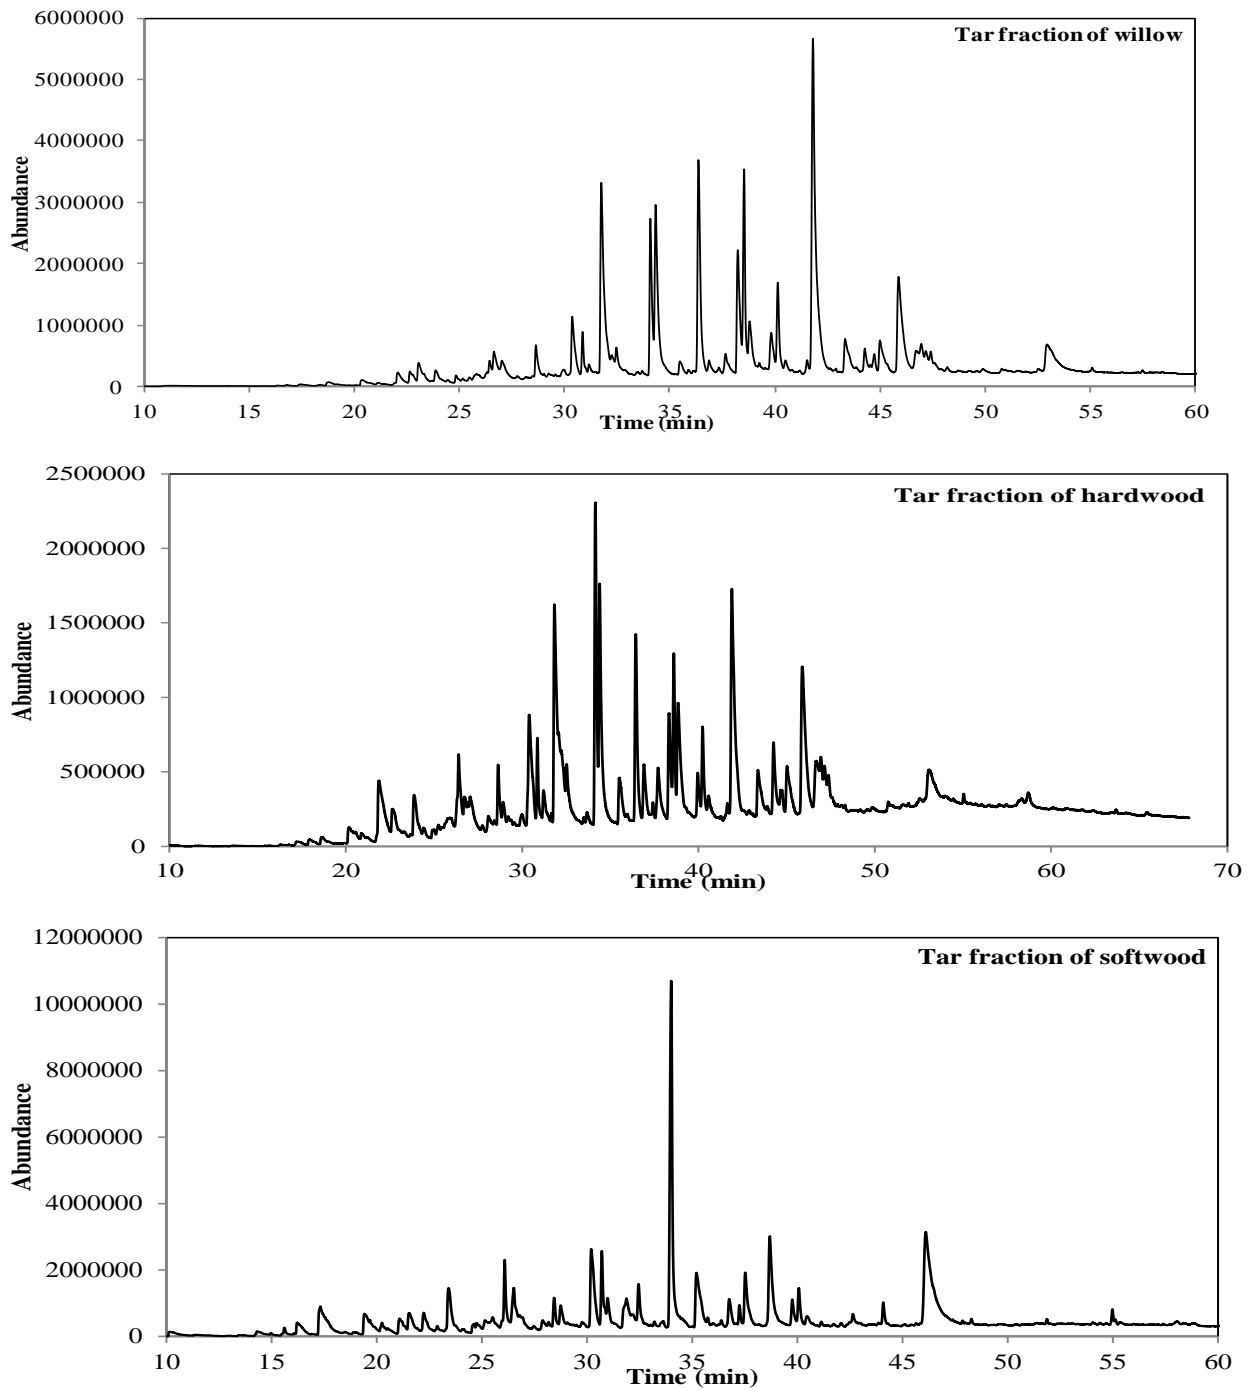 6000000
Tar fraction of willow
5000000
4000000
Abundance
3000000
2000000
1000000
0
10 15 20 25 30 35 40 45 50 55 60
Time (min)
2500000
Tar fraction of hardwood
2000000
1500000
Abundance
1000000
500000
0
10 20 30 40 50 60 70
Time (min)
12000000
Tar fraction of softwood
10000000
8000000
Abundance
6000000
4000000
2000000
0
10 15 20 25 30 35 40 45 50 55 60
Time (min)